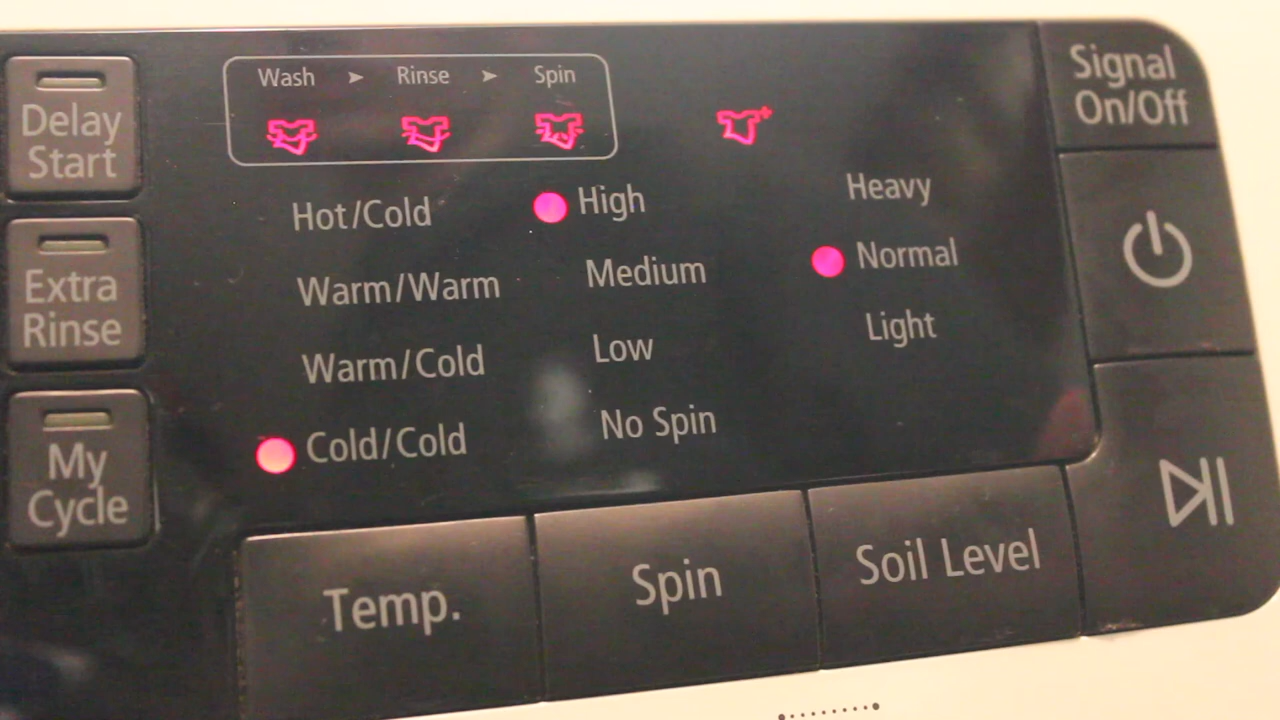 Delay
Start
Extra
Rinse
My
Cycle
Wash ➤ Rinse ➤ Spin
Hot/Cold
Warm/Warm
Warm/Cold
Cold/Cold
High
Medium
Low
No Spin
Heavy
Normal
Light
Signal
On/Off
Temp.
Spin
Soil Level